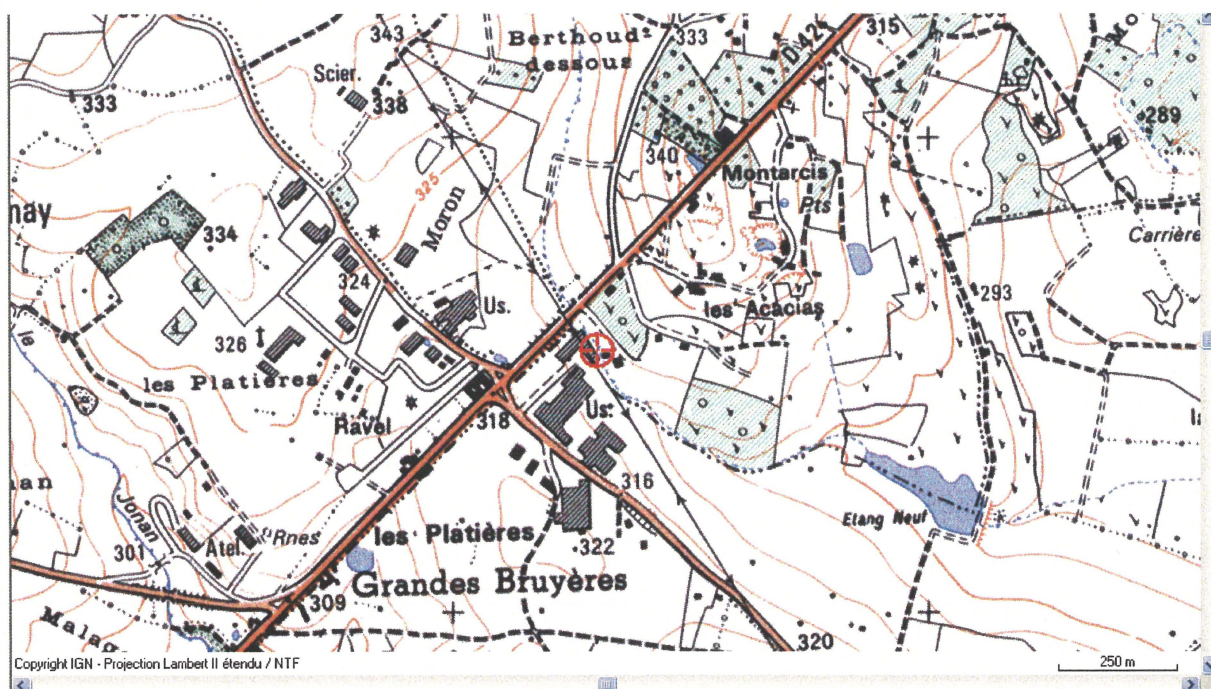 343
Berthoud^t
dessous
333
D.42
315
Scier.
333
338
289
340
325
Moron
Montarcis
Pts
nay
334
Carrière
324
Us.
293
les Acacias
326
les Platières
Ravel
318
Us.
316
an
Jonan
Etang Neuf
Rnes
Atel.
301
les Platières
322
Grandes Bruyères
309
320
Mala
Copyright IGN - Projection Lambert II étendu / NTF
250 m